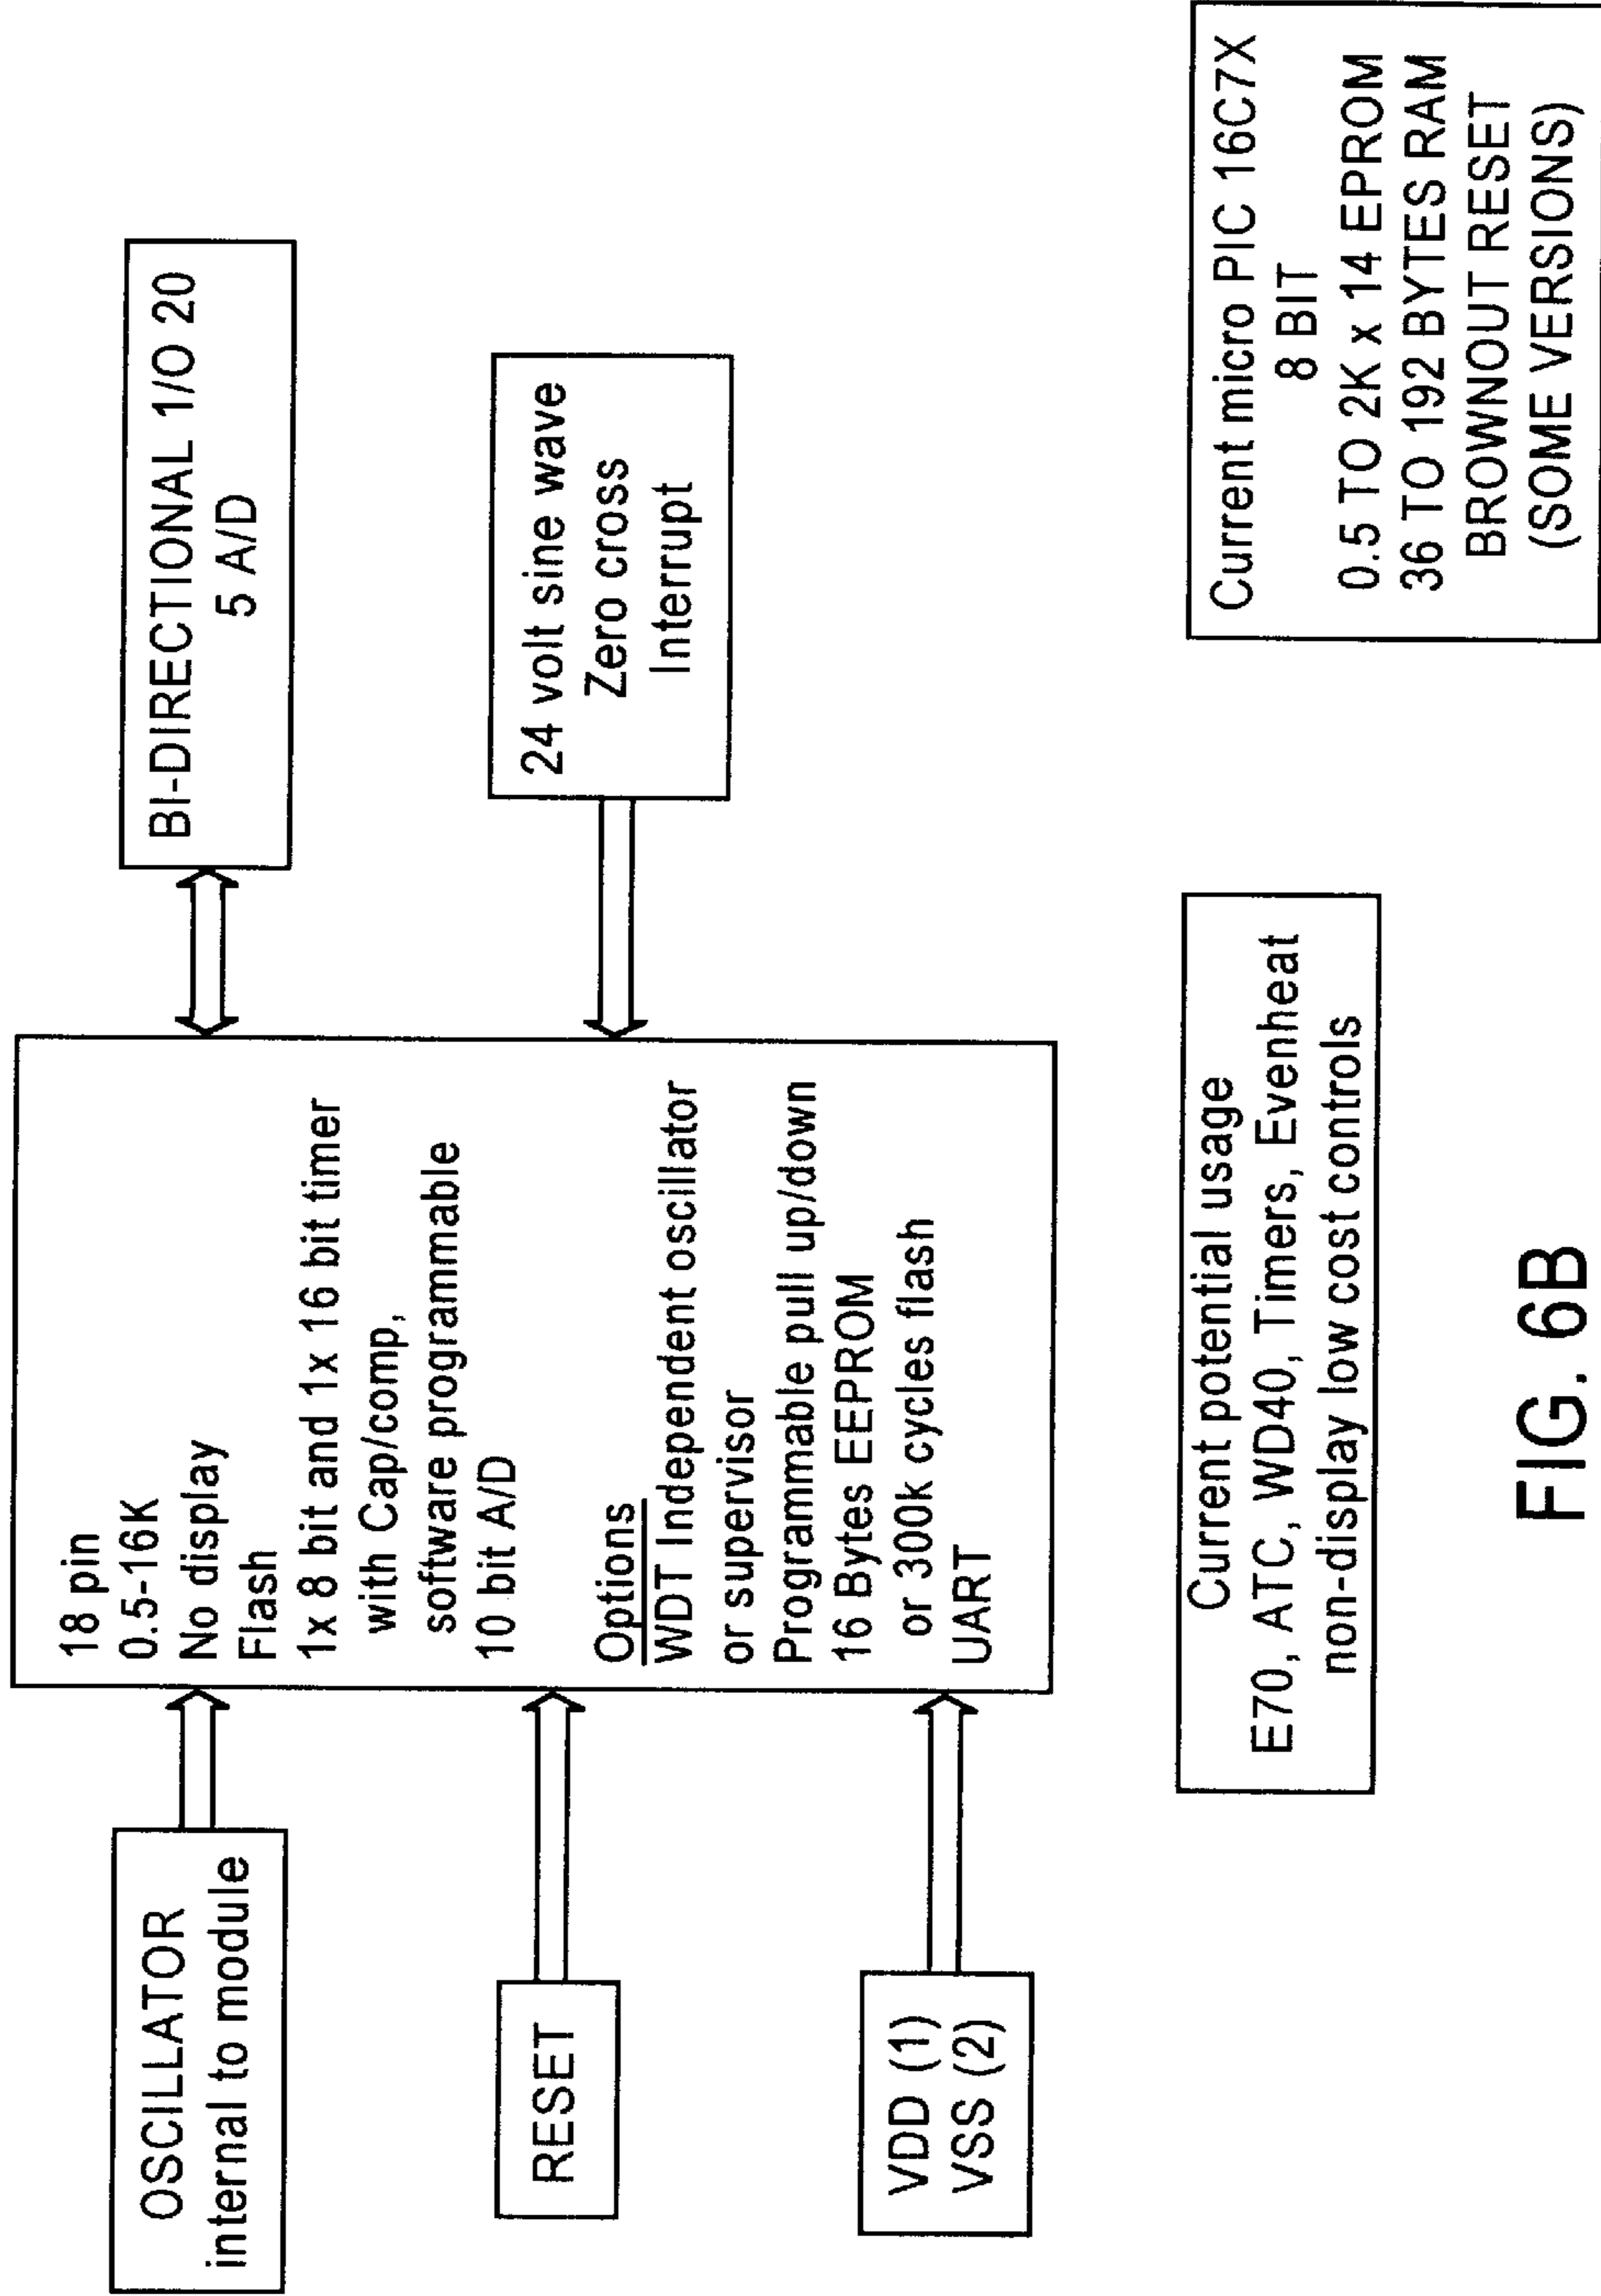 OSCILLATOR
internal to module
RESET
VDD (1)
VSS (2)
18 pin
0.5-16K
No display
Flash
1x 8 bit and 1x 16 bit timer
with Cap/comp,
software programmable
10 bit A/D
Options
WDT Independent oscillator
or supervisor
Programmable pull up/down
16 Bytes EEPROM
or 300k cycles flash
UART
BI-DIRECTIONAL 1/O 20
5 A/D
24 volt sine wave
Zero cross
Interrupt
Current potential usage
E70, ATC, WD40, Timers, Evenheat
non-display low cost controls
Current micro PIC 16C7X
8 BIT
0.5 TO 2K x 14 EPROM
36 TO 192 BYTES RAM
BROWNOUT RESET
(SOME VERSIONS)
FIG. 6B